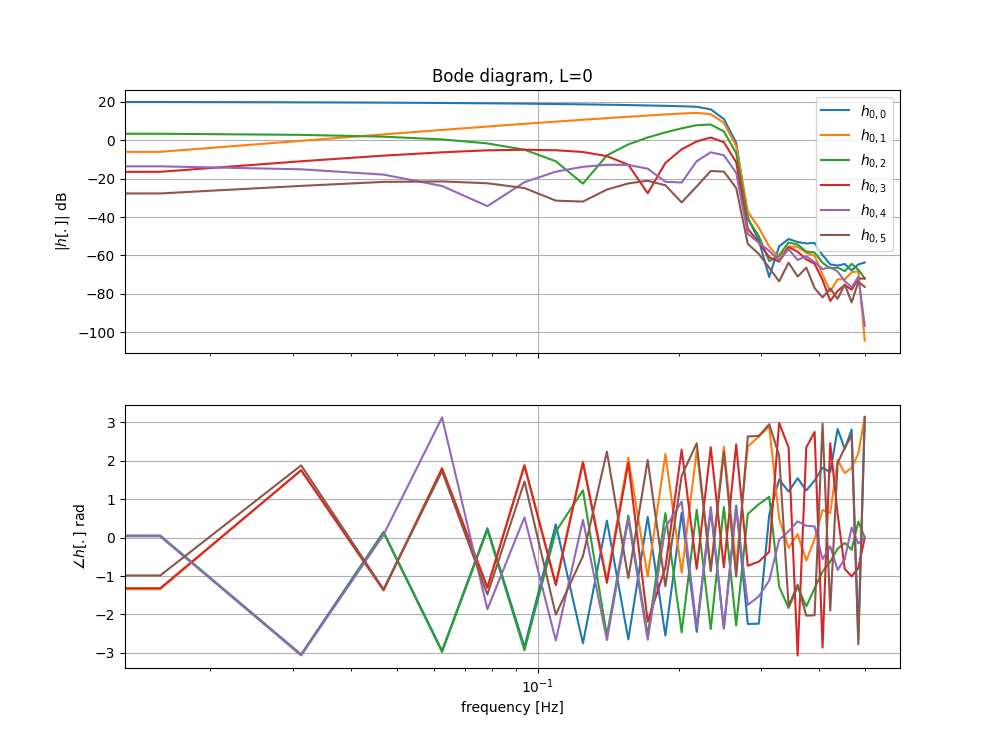 Bode diagram, L=0
|h[.]| dB
20
0
−20
−40
−60
−80
−100
h0,0
h0,1
h0,2
h0,3
h0,4
h0,5
∠h[.] rad
3
2
1
0
−1
−2
−3
10−1
frequency [Hz]